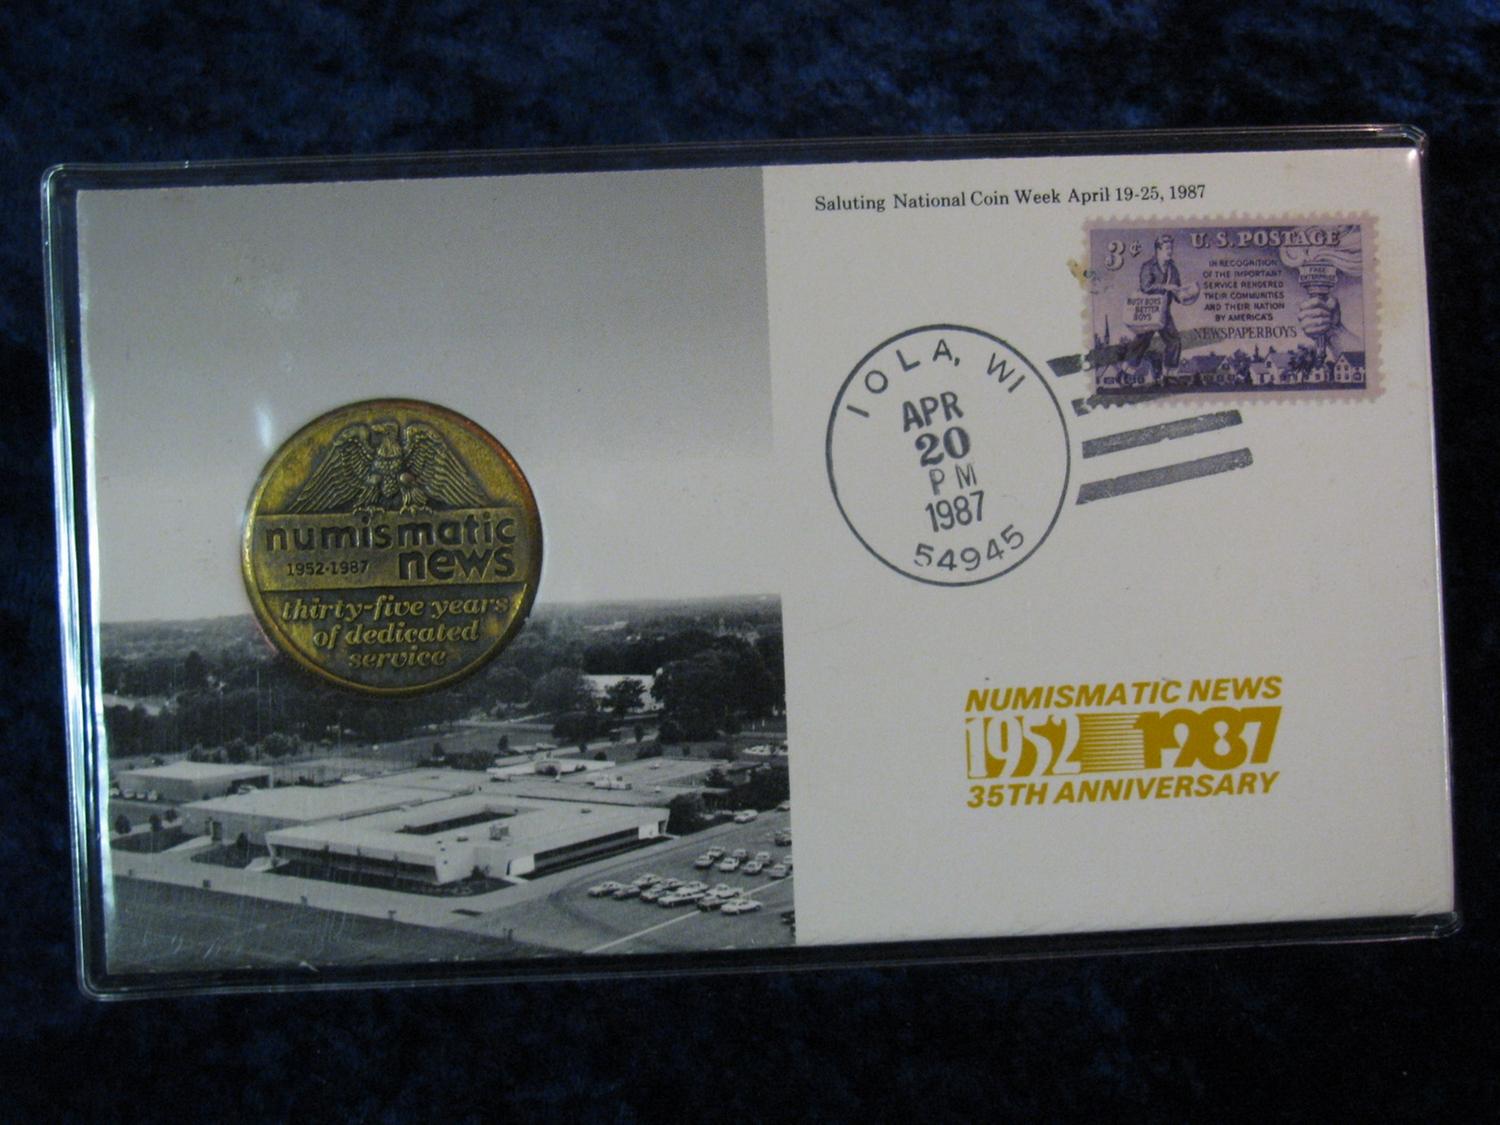 Saluting National Coin Week April 19-25, 1987
3¢
U. S. POSTAGE
IN RECOGNITION
OF THE IMPORTANT
SERVICE RENDERED
THEIR COMMUNITIES
AND THEIR NATION
BY AMERICA'S
NEWSPAPERBOYS
BUSY BOYS
BETTER
BOYS
FREE
ENTERPRISE
IOLA, WI
APR
20
PM
1987
54945
numismatic
news
1952-1987
thirty-five years
of dedicated
service
NUMISMATIC NEWS
1952 1987
35TH ANNIVERSARY